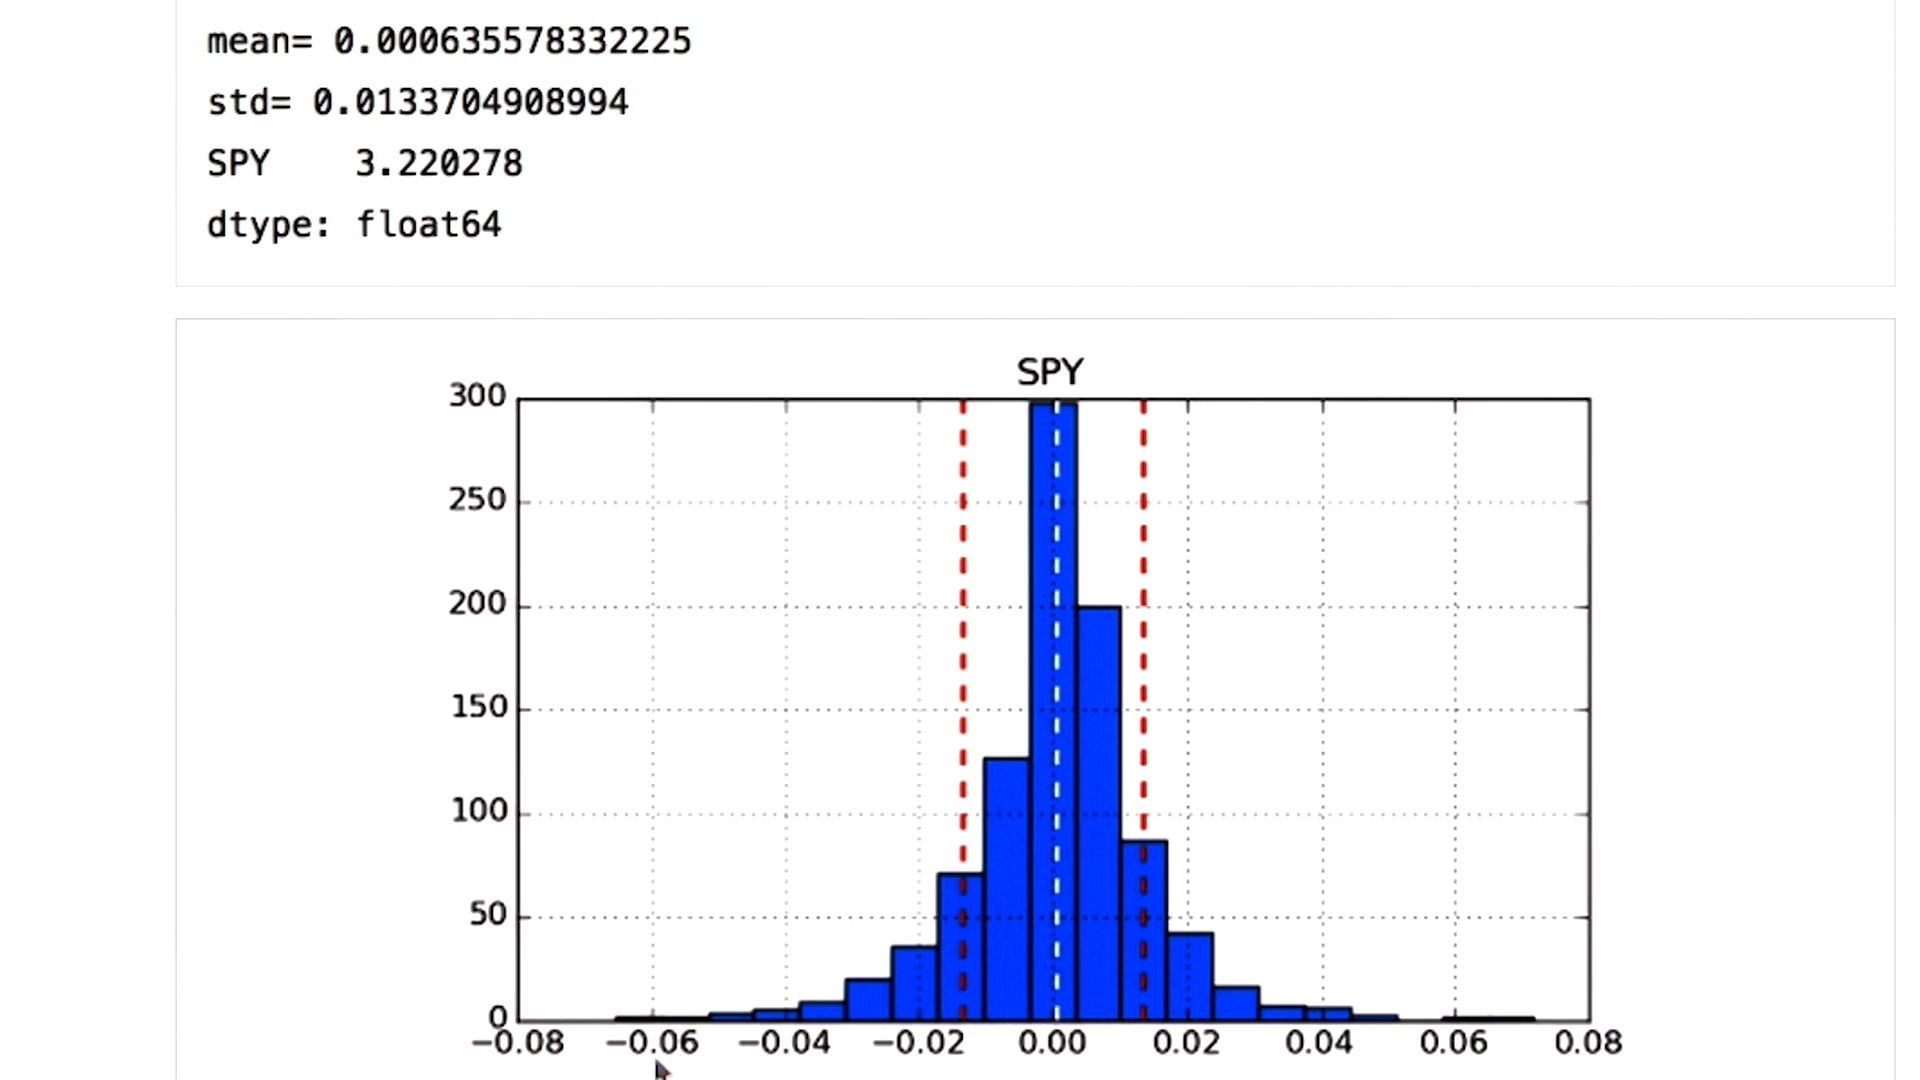 mean= 0.000635578332225
std= 0.0133704908994
SPY    3.220278
dtype: float64
SPY
300
250
200
150
100
50
0
−0.08 −0.06 −0.04 −0.02 0.00 0.02 0.04 0.06 0.08